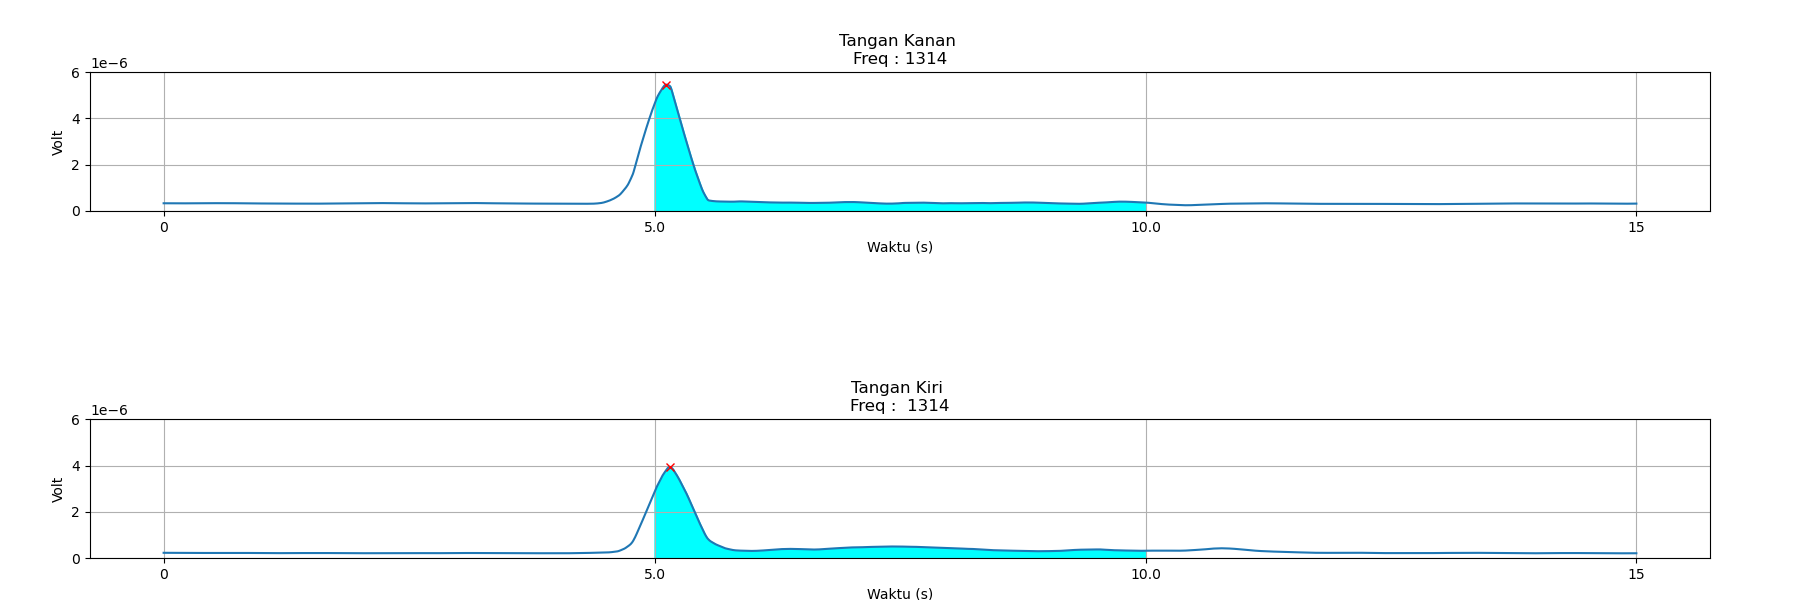 Tangan Kanan
Freq : 1314
1e−6
6
4
2
0
Volt
0 5.0 10.0 15
Waktu (s)
Tangan Kiri
Freq :  1314
1e−6
6
4
2
0
Volt
0 5.0 10.0 15
Waktu (s)